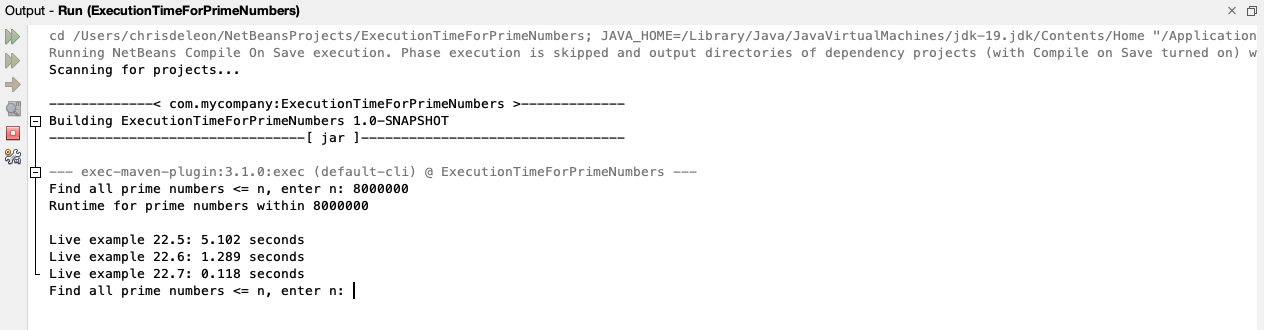 Output - Run (ExecutionTimeForPrimeNumbers)
cd /Users/chrisdeleon/NetBeansProjects/ExecutionTimeForPrimeNumbers; JAVA_HOME=/Library/Java/JavaVirtualMachines/jdk-19.jdk/Contents/Home "/Application
Running NetBeans Compile On Save execution. Phase execution is skipped and output directories of dependency projects (with Compile on Save turned on) w
Scanning for projects...
-------------< com.mycompany:ExecutionTimeForPrimeNumbers >-------------
Building ExecutionTimeForPrimeNumbers 1.0-SNAPSHOT
--------------------------------[ jar ]---------------------------------
--- exec-maven-plugin:3.1.0:exec (default-cli) @ ExecutionTimeForPrimeNumbers ---
Find all prime numbers <= n, enter n: 8000000
Runtime for prime numbers within 8000000
Live example 22.5: 5.102 seconds
Live example 22.6: 1.289 seconds
Live example 22.7: 0.118 seconds
Find all prime numbers <= n, enter n: